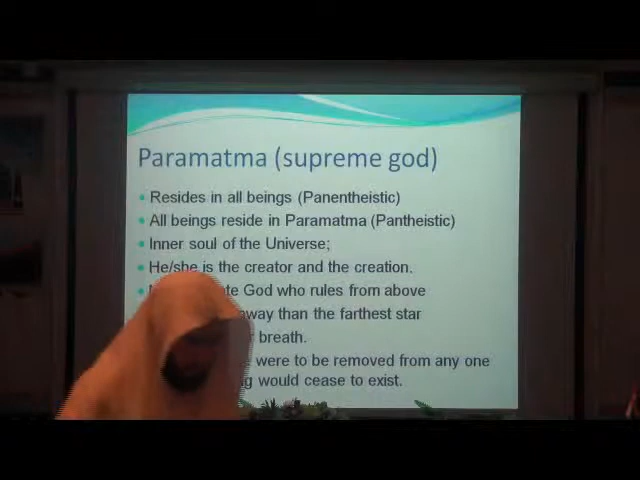 Paramatma (supreme god)
• Resides in all beings (Panentheistic)
• All beings reside in Paramatma (Pantheistic)
• Inner soul of the Universe;
• He/she is the creator and the creation.
• God who rules from above
• away than the farthest star
breath.
were to be removed from any one
would cease to exist.